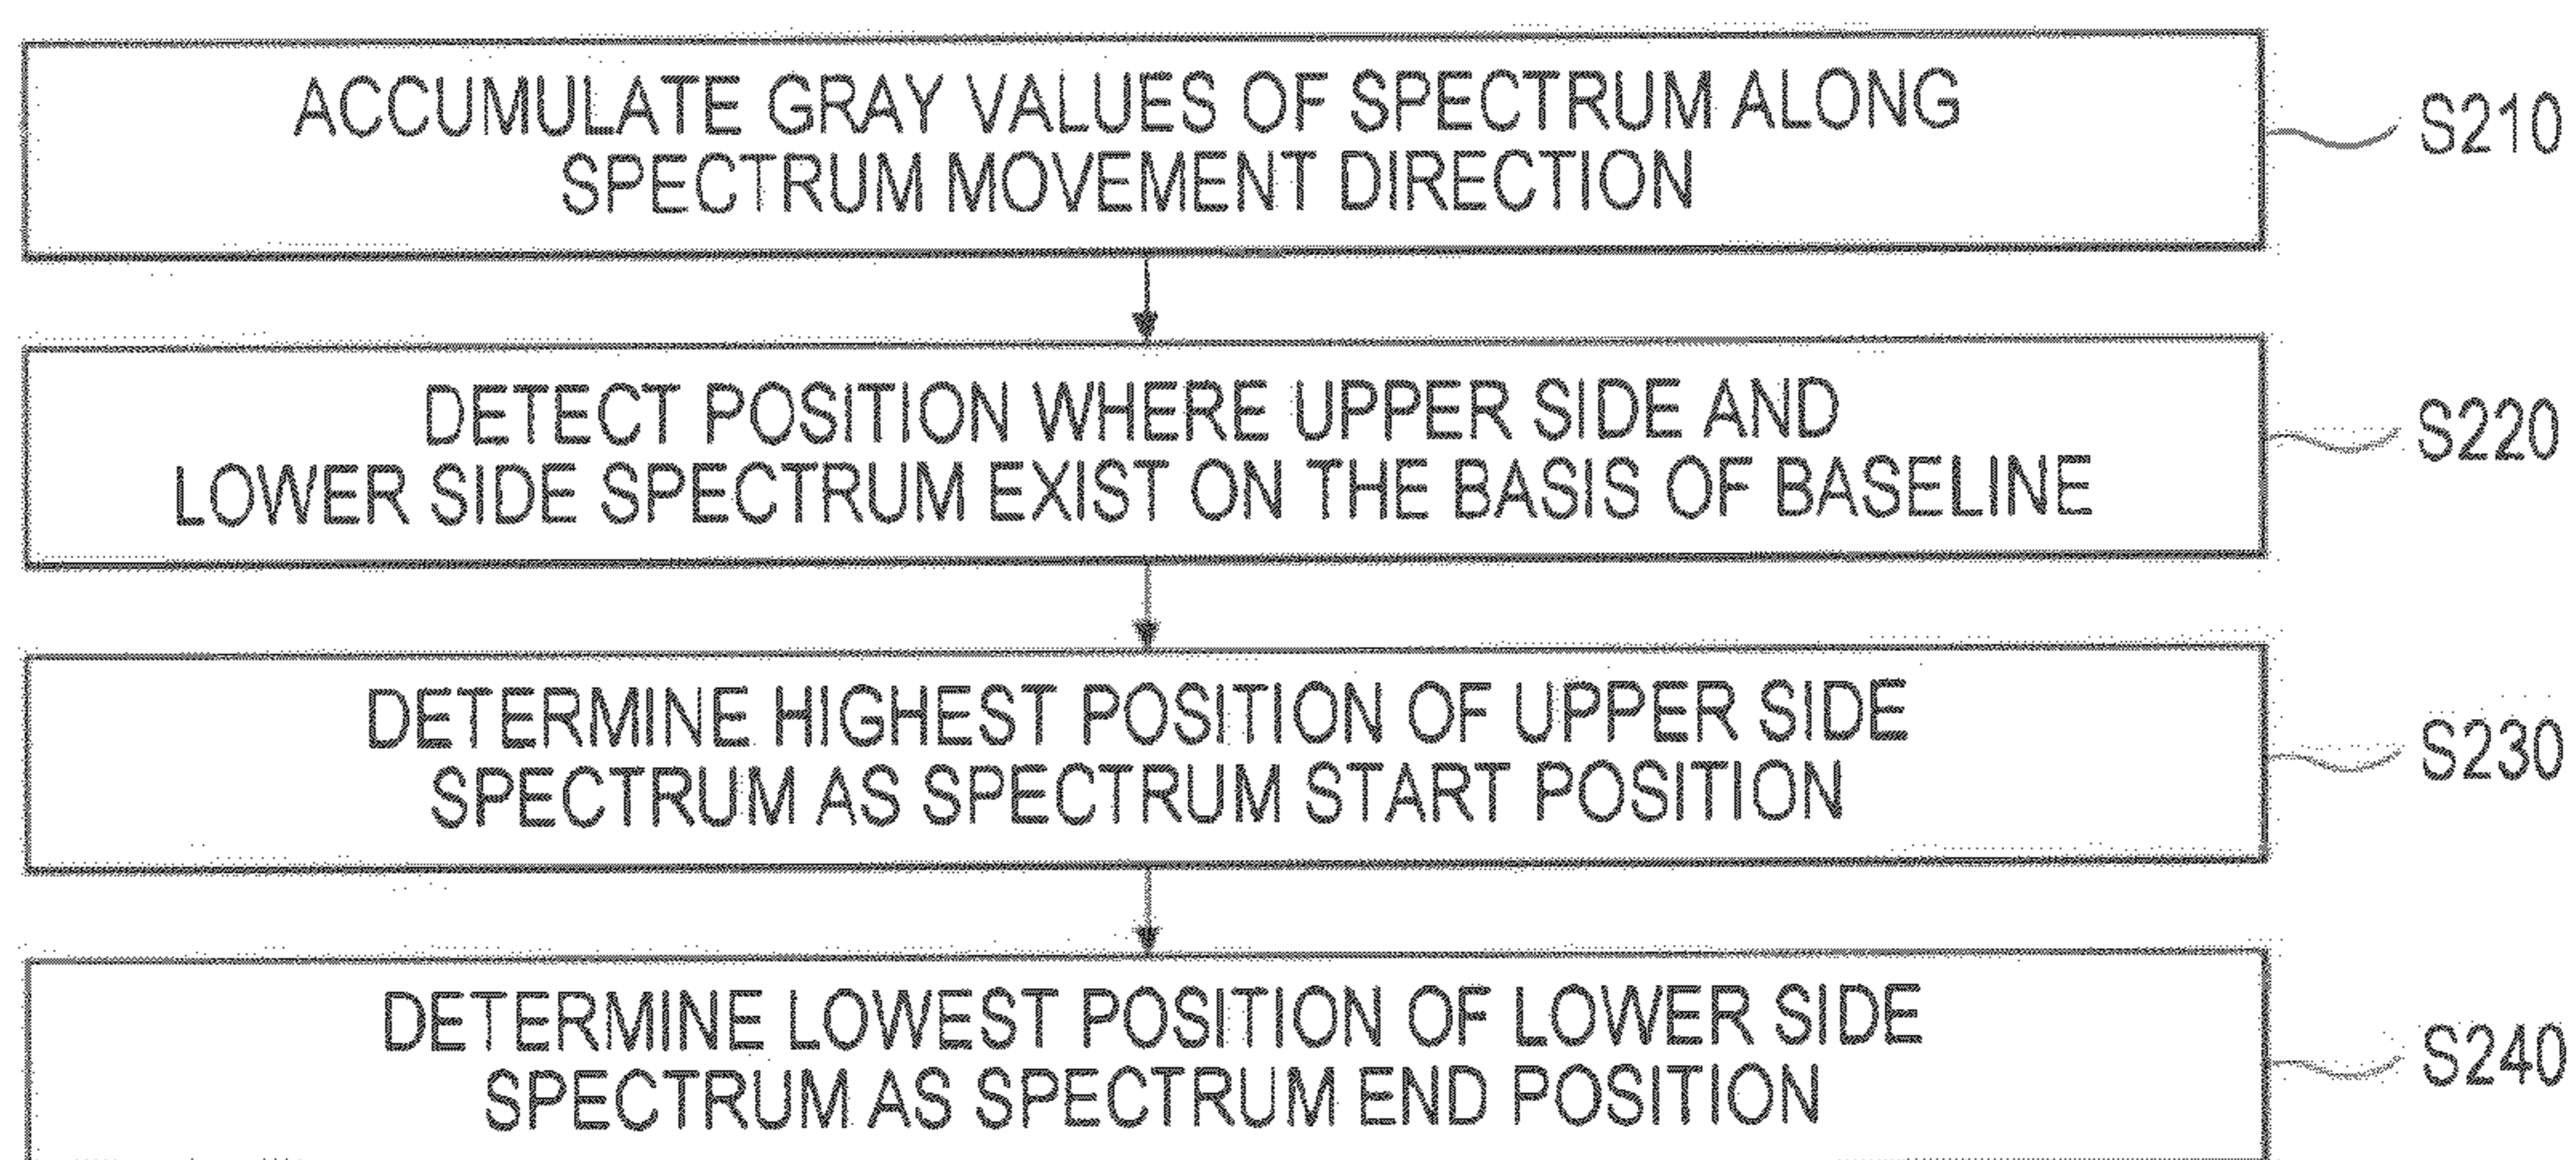 ACCUMULATE GRAY VALUES OF SPECTRUM ALONG
SPECTRUM MOVEMENT DIRECTION
S210
DETECT POSITION WHERE UPPER SIDE AND
LOWER SIDE SPECTRUM EXIST ON THE BASIS OF BASELINE
S220
DETERMINE HIGHEST POSITION OF UPPER SIDE
SPECTRUM AS SPECTRUM START POSITION
S230
DETERMINE LOWEST POSITION OF LOWER SIDE
SPECTRUM AS SPECTRUM END POSITION
S240